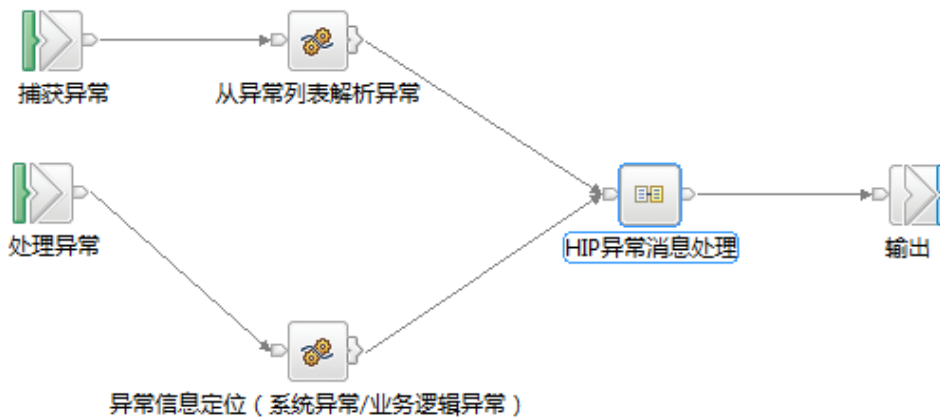 捕获异常
从异常列表解析异常
处理异常
HIP异常消息处理
输出
异常信息定位（系统异常/业务逻辑异常）